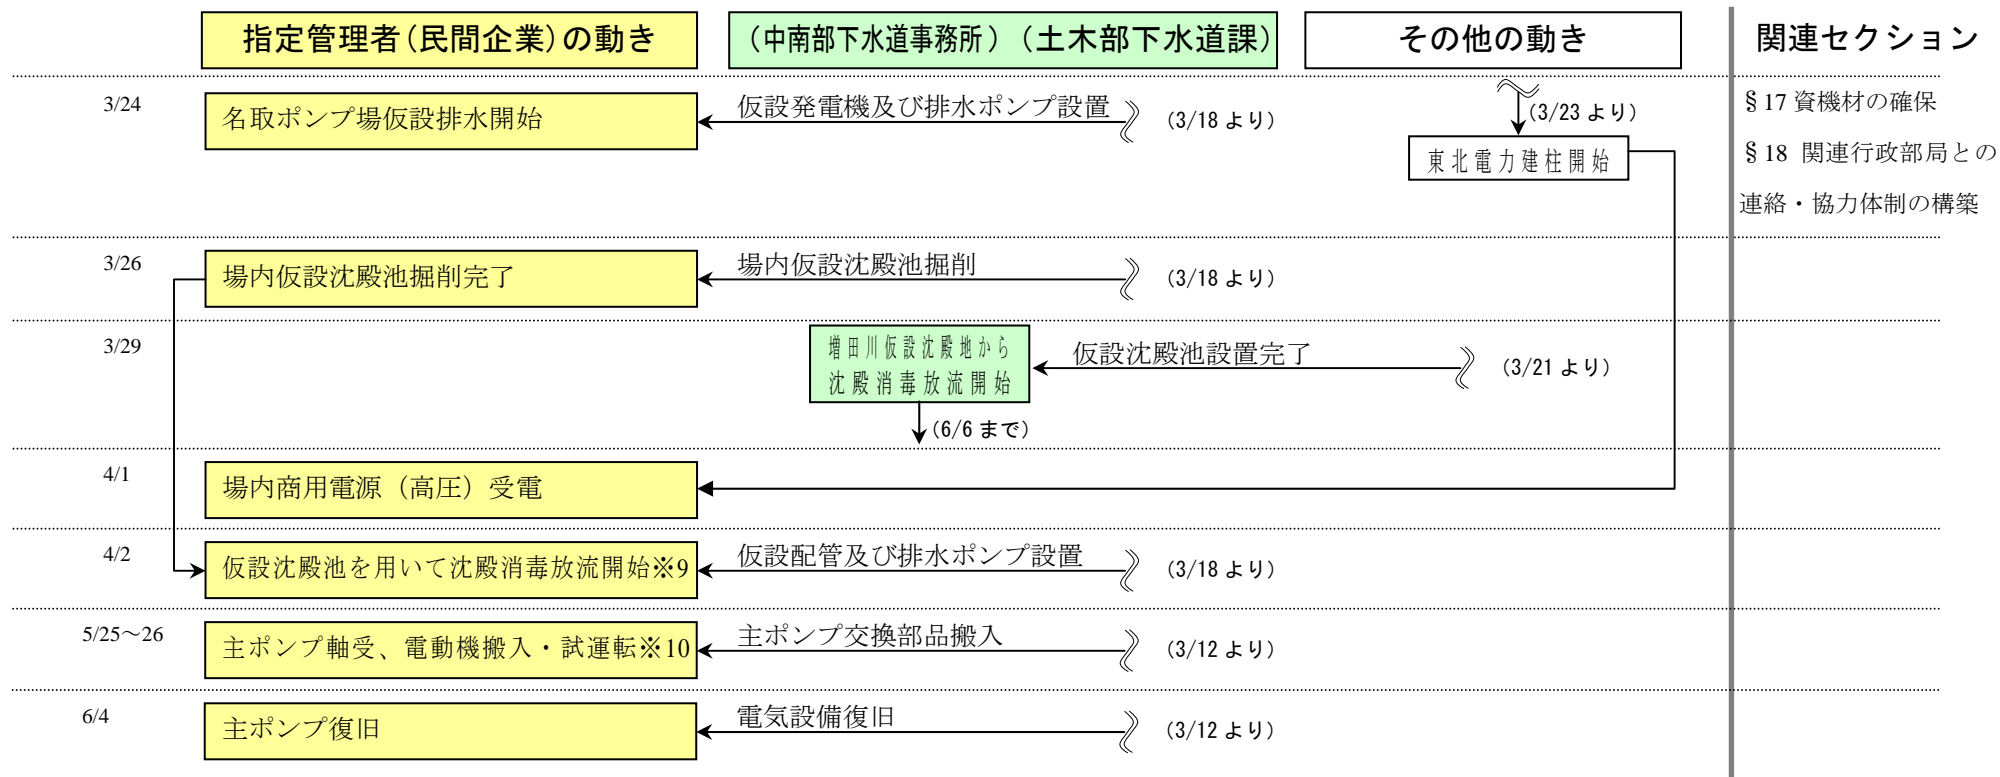 指定管理者(民間企業)の動き
(中南部下水道事務所)(土木部下水道課)
その他の動き
関連セクション
3/24
名取ポンプ場仮設排水開始
仮設発電機及び排水ポンプ設置
(3/18 より)
(3/23 より)
東北電力建柱開始
§17 資機材の確保
§18 関連行政部局との
連絡・協力体制の構築
3/26
場内仮設沈殿池掘削完了
場内仮設沈殿池掘削
(3/18 より)
3/29
増田川仮設沈殿地から
沈殿消毒放流開始
仮設沈殿池設置完了
(3/21 より)
(6/6 まで)
4/1
場内商用電源(高圧)受電
4/2
仮設沈殿池を用いて沈殿消毒放流開始※9
仮設配管及び排水ポンプ設置
(3/18 より)
5/25～26
主ポンプ軸受、電動機搬入・試運転※10
主ポンプ交換部品搬入
(3/12 より)
6/4
主ポンプ復旧
電気設備復旧
(3/12 より)